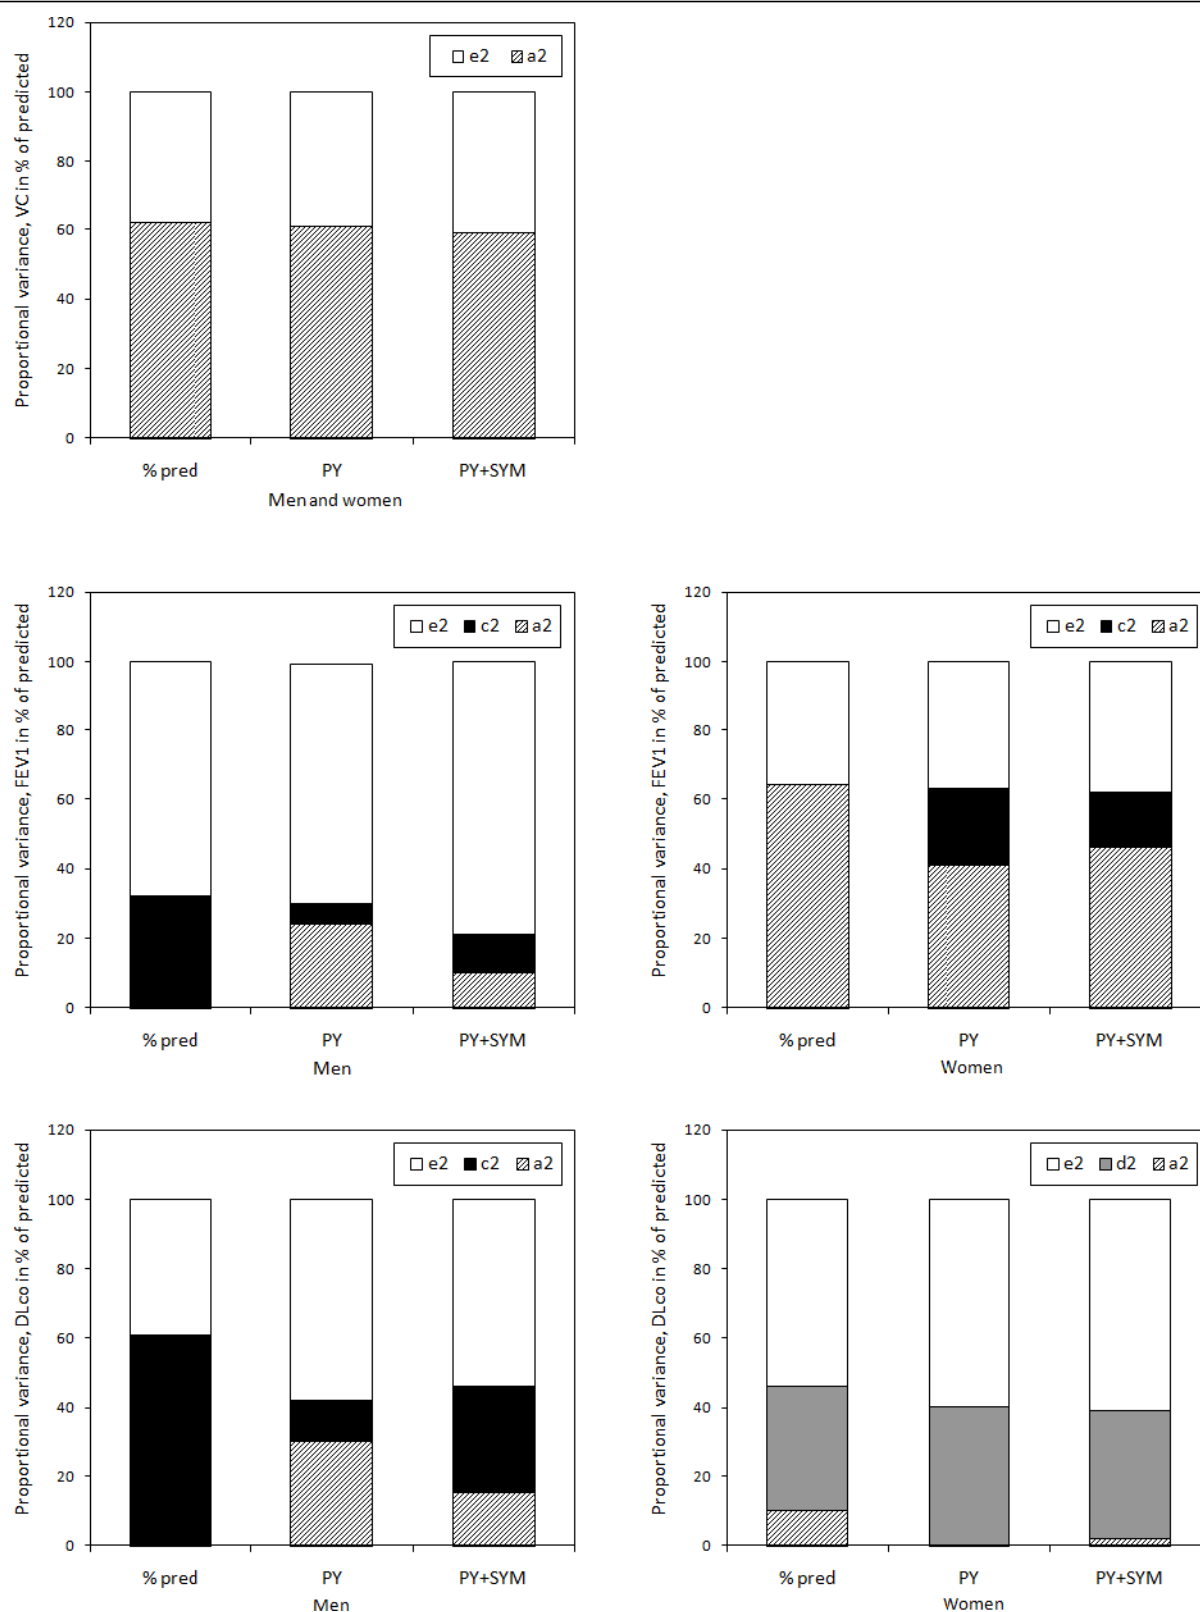 Proportional variance, VC in % of predicted
120
100
80
60
40
20
0
e2 a2
% pred PY PY+SYM
Men and women
Proportional variance, FEV1 in % of predicted
120
100
80
60
40
20
0
e2 c2 a2
% pred PY PY+SYM
Men
Proportional variance, FEV1 in % of predicted
120
100
80
60
40
20
0
e2 c2 a2
% pred PY PY+SYM
Women
Proportional variance, DLco in % of predicted
120
100
80
60
40
20
0
e2 c2 a2
% pred PY PY+SYM
Men
Proportional variance, DLco in % of predicted
120
100
80
60
40
20
0
e2 d2 a2
% pred PY PY+SYM
Women